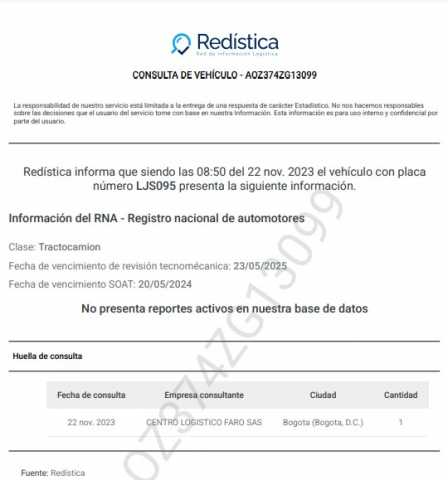 Redística
Red de Información Logística
CONSULTA DE VEHÍCULO - AOZ374ZG13099
La responsabilidad de nuestro servicio está limitada a la entrega de una respuesta de carácter Estadístico. No nos hacemos responsables
sobre las decisiones que el usuario del servicio tome con base en nuestra Información. Esta información es para uso interno y confidencial por
parte del usuario.
Redística informa que siendo las 08:50 del 22 nov. 2023 el vehículo con placa
número LJS095 presenta la siguiente información.
Información del RNA - Registro nacional de automotores
Clase: Tractocamion
Fecha de vencimiento de revisión tecnomécanica: 23/05/2025
Fecha de vencimiento SOAT: 20/05/2024
No presenta reportes activos en nuestra base de datos
Huella de consulta
Fecha de consulta Empresa consultante Ciudad Cantidad
22 nov. 2023 CENTRO LOGISTICO FARO SAS Bogota (Bogota, D.C.) 1
Fuente: Redística
OZ374ZG13099